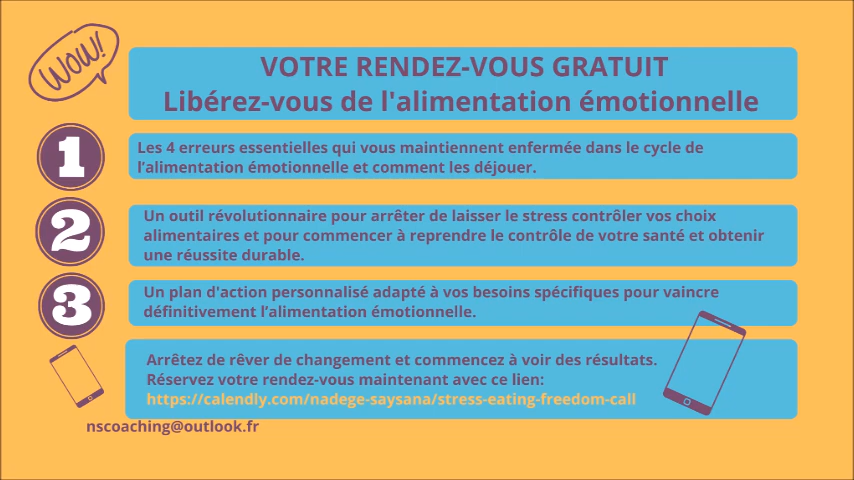 Wow!
VOTRE RENDEZ-VOUS GRATUIT
Libérez-vous de l'alimentation émotionnelle
1
Les 4 erreurs essentielles qui vous maintiennent enfermée dans le cycle de
l’alimentation émotionnelle et comment les déjouer.
2
Un outil révolutionnaire pour arrêter de laisser le stress contrôler vos choix
alimentaires et pour commencer à reprendre le contrôle de votre santé et obtenir
une réussite durable.
3
Un plan d'action personnalisé adapté à vos besoins spécifiques pour vaincre
définitivement l’alimentation émotionnelle.
Arrêtez de rêver de changement et commencez à voir des résultats.
Réservez votre rendez-vous maintenant avec ce lien:
https://calendly.com/nadege-saysana/stress-eating-freedom-call
nscoaching@outlook.fr